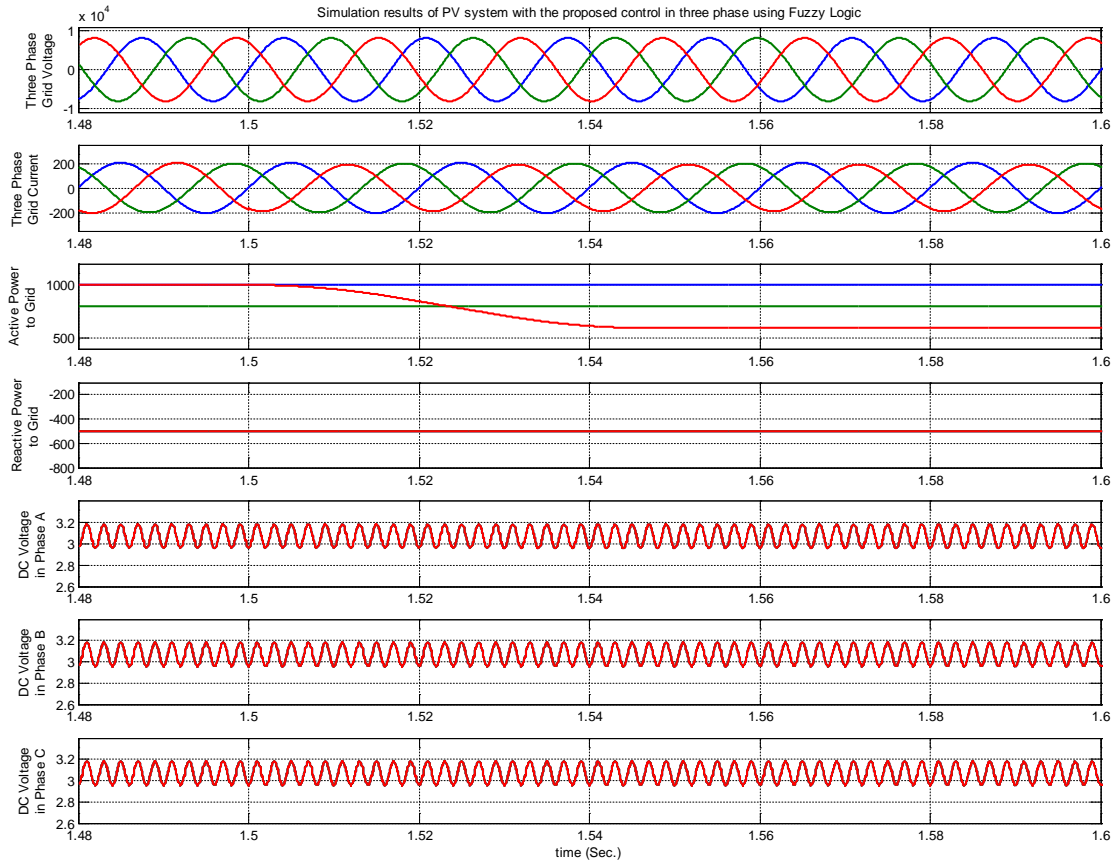 Simulation results of PV system with the proposed control in three phase using Fuzzy Logic
x 10^4
Three Phase
Grid Voltage
1
0
-1
1.48 1.5 1.52 1.54 1.56 1.58 1.6
Three Phase
Grid Current
200
0
-200
1.48 1.5 1.52 1.54 1.56 1.58 1.6
Active Power
to Grid
1000
500
1.48 1.5 1.52 1.54 1.56 1.58 1.6
Reactive Power
to Grid
-200
-400
-600
-800
1.48 1.5 1.52 1.54 1.56 1.58 1.6
DC Voltage
in Phase A
3.2
3
2.8
2.6
1.48 1.5 1.52 1.54 1.56 1.58 1.6
DC Voltage
in Phase B
3.2
3
2.8
2.6
1.48 1.5 1.52 1.54 1.56 1.58 1.6
DC Voltage
in Phase C
3.2
3
2.8
2.6
1.48 1.5 1.52 1.54 1.56 1.58 1.6
time (Sec.)